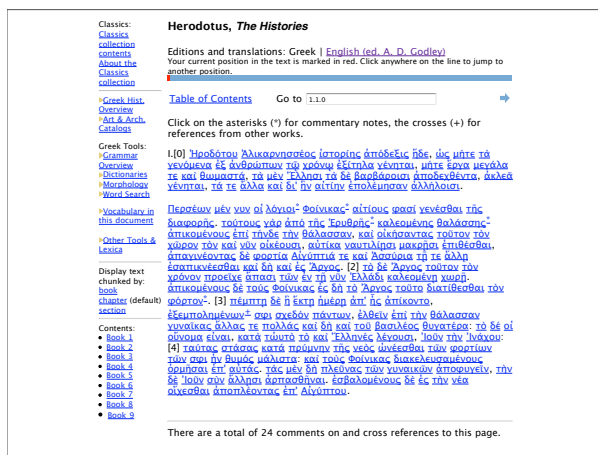 Classics:
Classics
collection
contents
About the
Classics
collection
»Greek Hist.
Overview
»Art & Arch.
Catalogs
Greek Tools:
»Grammar
Overview
»Dictionaries
»Morphology
»Word Search
»Vocabulary in
this document
»Other Tools &
Lexica
Display text
chunked by:
book
chapter (default)
section
Contents:
• Book 1
• Book 2
• Book 3
• Book 4
• Book 5
• Book 6
• Book 7
• Book 8
• Book 9
Herodotus, The Histories
Editions and translations: Greek | English (ed. A. D. Godley)
Your current position in the text is marked in red. Click anywhere on the line to jump to
another position.
Table of Contents Go to 1.1.0
Click on the asterisks (*) for commentary notes, the crosses (+) for
references from other works.
I.[0] Ἡροδότου Ἁλικαρνησσέος ἱστορίης ἀπόδεξις ἥδε, ὡς μήτε τὰ
γενόμενα ἐξ ἀνθρώπων τῷ χρόνῳ ἐξίτηλα γένηται, μήτε ἔργα μεγάλα
τε καὶ θωμαστά, τὰ μὲν Ἕλλησι τὰ δὲ βαρβάροισι ἀποδεχθέντα, ἀκλεᾶ
γένηται, τά τε ἄλλα καὶ δι' ἣν αἰτίην ἐπολέμησαν ἀλλήλοισι.
Περσέων μέν νυν οἱ λόγιοι* Φοίνικας* αἰτίους φασὶ γενέσθαι τῆς
διαφορῆς. τούτους γὰρ ἀπὸ τῆς Ἐρυθρῆς* καλεομένης θαλάσσης*
ἀπικομένους ἐπὶ τήνδε τὴν θάλασσαν, καὶ οἰκήσαντας τοῦτον τὸν
χῶρον τὸν καὶ νῦν οἰκέουσι, αὐτίκα ναυτιλίῃσι μακρῇσι ἐπιθέσθαι,
ἀπαγινέοντας δὲ φορτία Αἰγύπτιά τε καὶ Ἀσσύρια τῇ τε ἄλλῃ
ἐσαπικνέεσθαι καὶ δὴ καὶ ἐς Ἄργος. [2] τὸ δὲ Ἄργος τοῦτον τὸν
χρόνον προεῖχε ἅπασι τῶν ἐν τῇ νῦν Ἑλλάδι καλεομένῃ χωρῇ.
ἀπικομένους δὲ τοὺς Φοίνικας ἐς δὴ τὸ Ἄργος τοῦτο διατίθεσθαι τὸν
φόρτον*. [3] πέμπτῃ δὲ ἢ ἕκτῃ ἡμέρῃ ἀπ' ἧς ἀπίκοντο,
ἐξεμπολημένων+ σφι σχεδὸν πάντων, ἐλθεῖν ἐπὶ τὴν θάλασσαν
γυναῖκας ἄλλας τε πολλὰς καὶ δὴ καὶ τοῦ βασιλέος θυγατέρα: τὸ δέ οἱ
οὔνομα εἶναι, κατὰ τὠυτὸ τὸ καὶ Ἕλληνές λέγουσι, Ἰοῦν τὴν Ἰνάχου:
[4] ταύτας στάσας κατά πρύμνην τῆς νεὸς ὠνέεσθαι τῶν φορτίων
τῶν σφι ἦν θυμὸς μάλιστα: καὶ τοὺς Φοίνικας διακελευσαμένους
ὁρμῆσαι ἐπ' αὐτάς. τὰς μὲν δὴ πλεῦνας τῶν γυναικῶν ἀποφυγεῖν, τὴν
δὲ Ἰοῦν σὺν ἄλλῃσι ἁρπασθῆναι. ἐσβαλομένους δὲ ἐς τὴν νέα
οἴχεσθαι ἀποπλέοντας ἐπ' Αἰγύπτου.
There are a total of 24 comments on and cross references to this page.